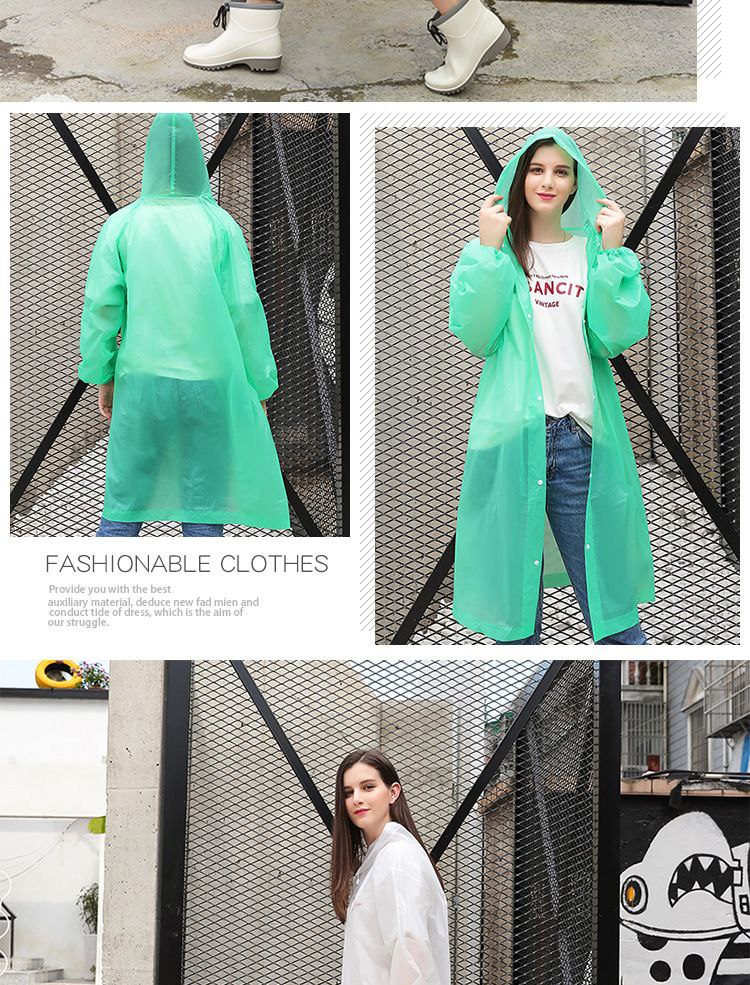 SANCIT
VINTAGE
FASHIONABLE CLOTHES
Provide you with the best
auxiliary material, deduce new fad mien and
conduct tide of dress, which is the aim of
our struggle.